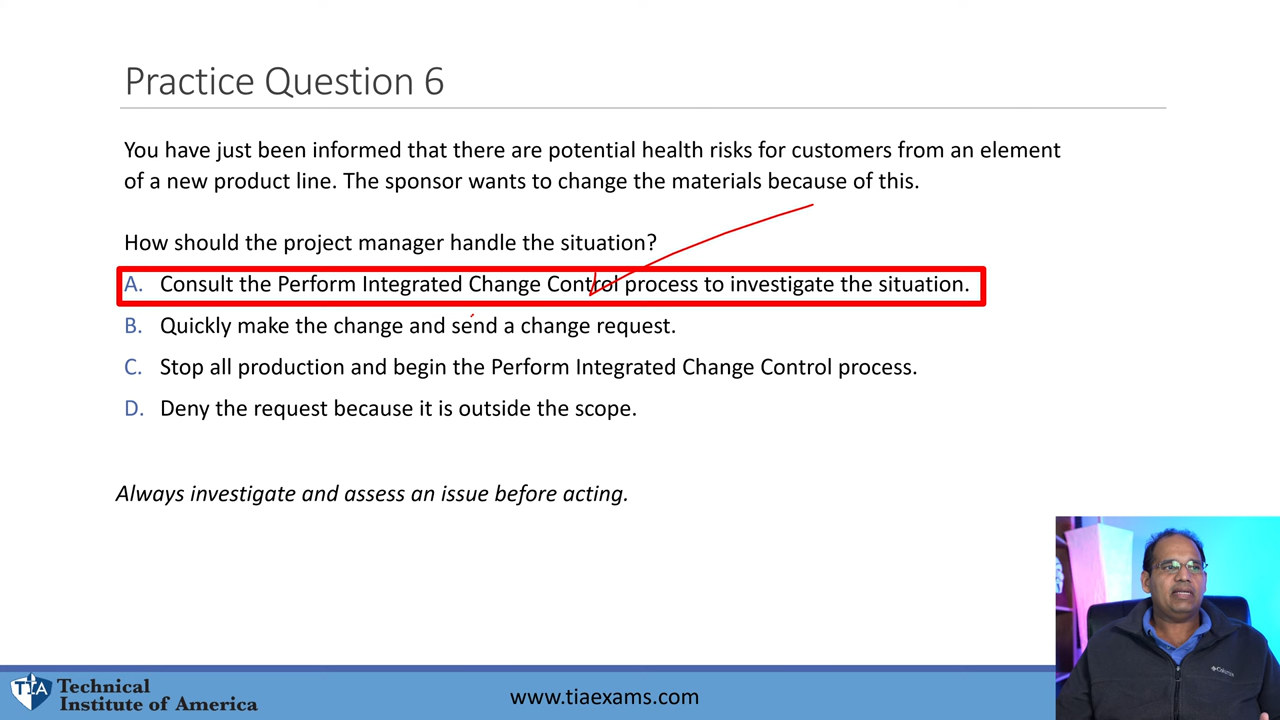 Practice Question 6
You have just been informed that there are potential health risks for customers from an element
of a new product line. The sponsor wants to change the materials because of this.
How should the project manager handle the situation?
A. Consult the Perform Integrated Change Control process to investigate the situation.
B. Quickly make the change and send a change request.
C. Stop all production and begin the Perform Integrated Change Control process.
D. Deny the request because it is outside the scope.
Always investigate and assess an issue before acting.
Columbia
TIA
Technical
Institute of America
www.tiaexams.com